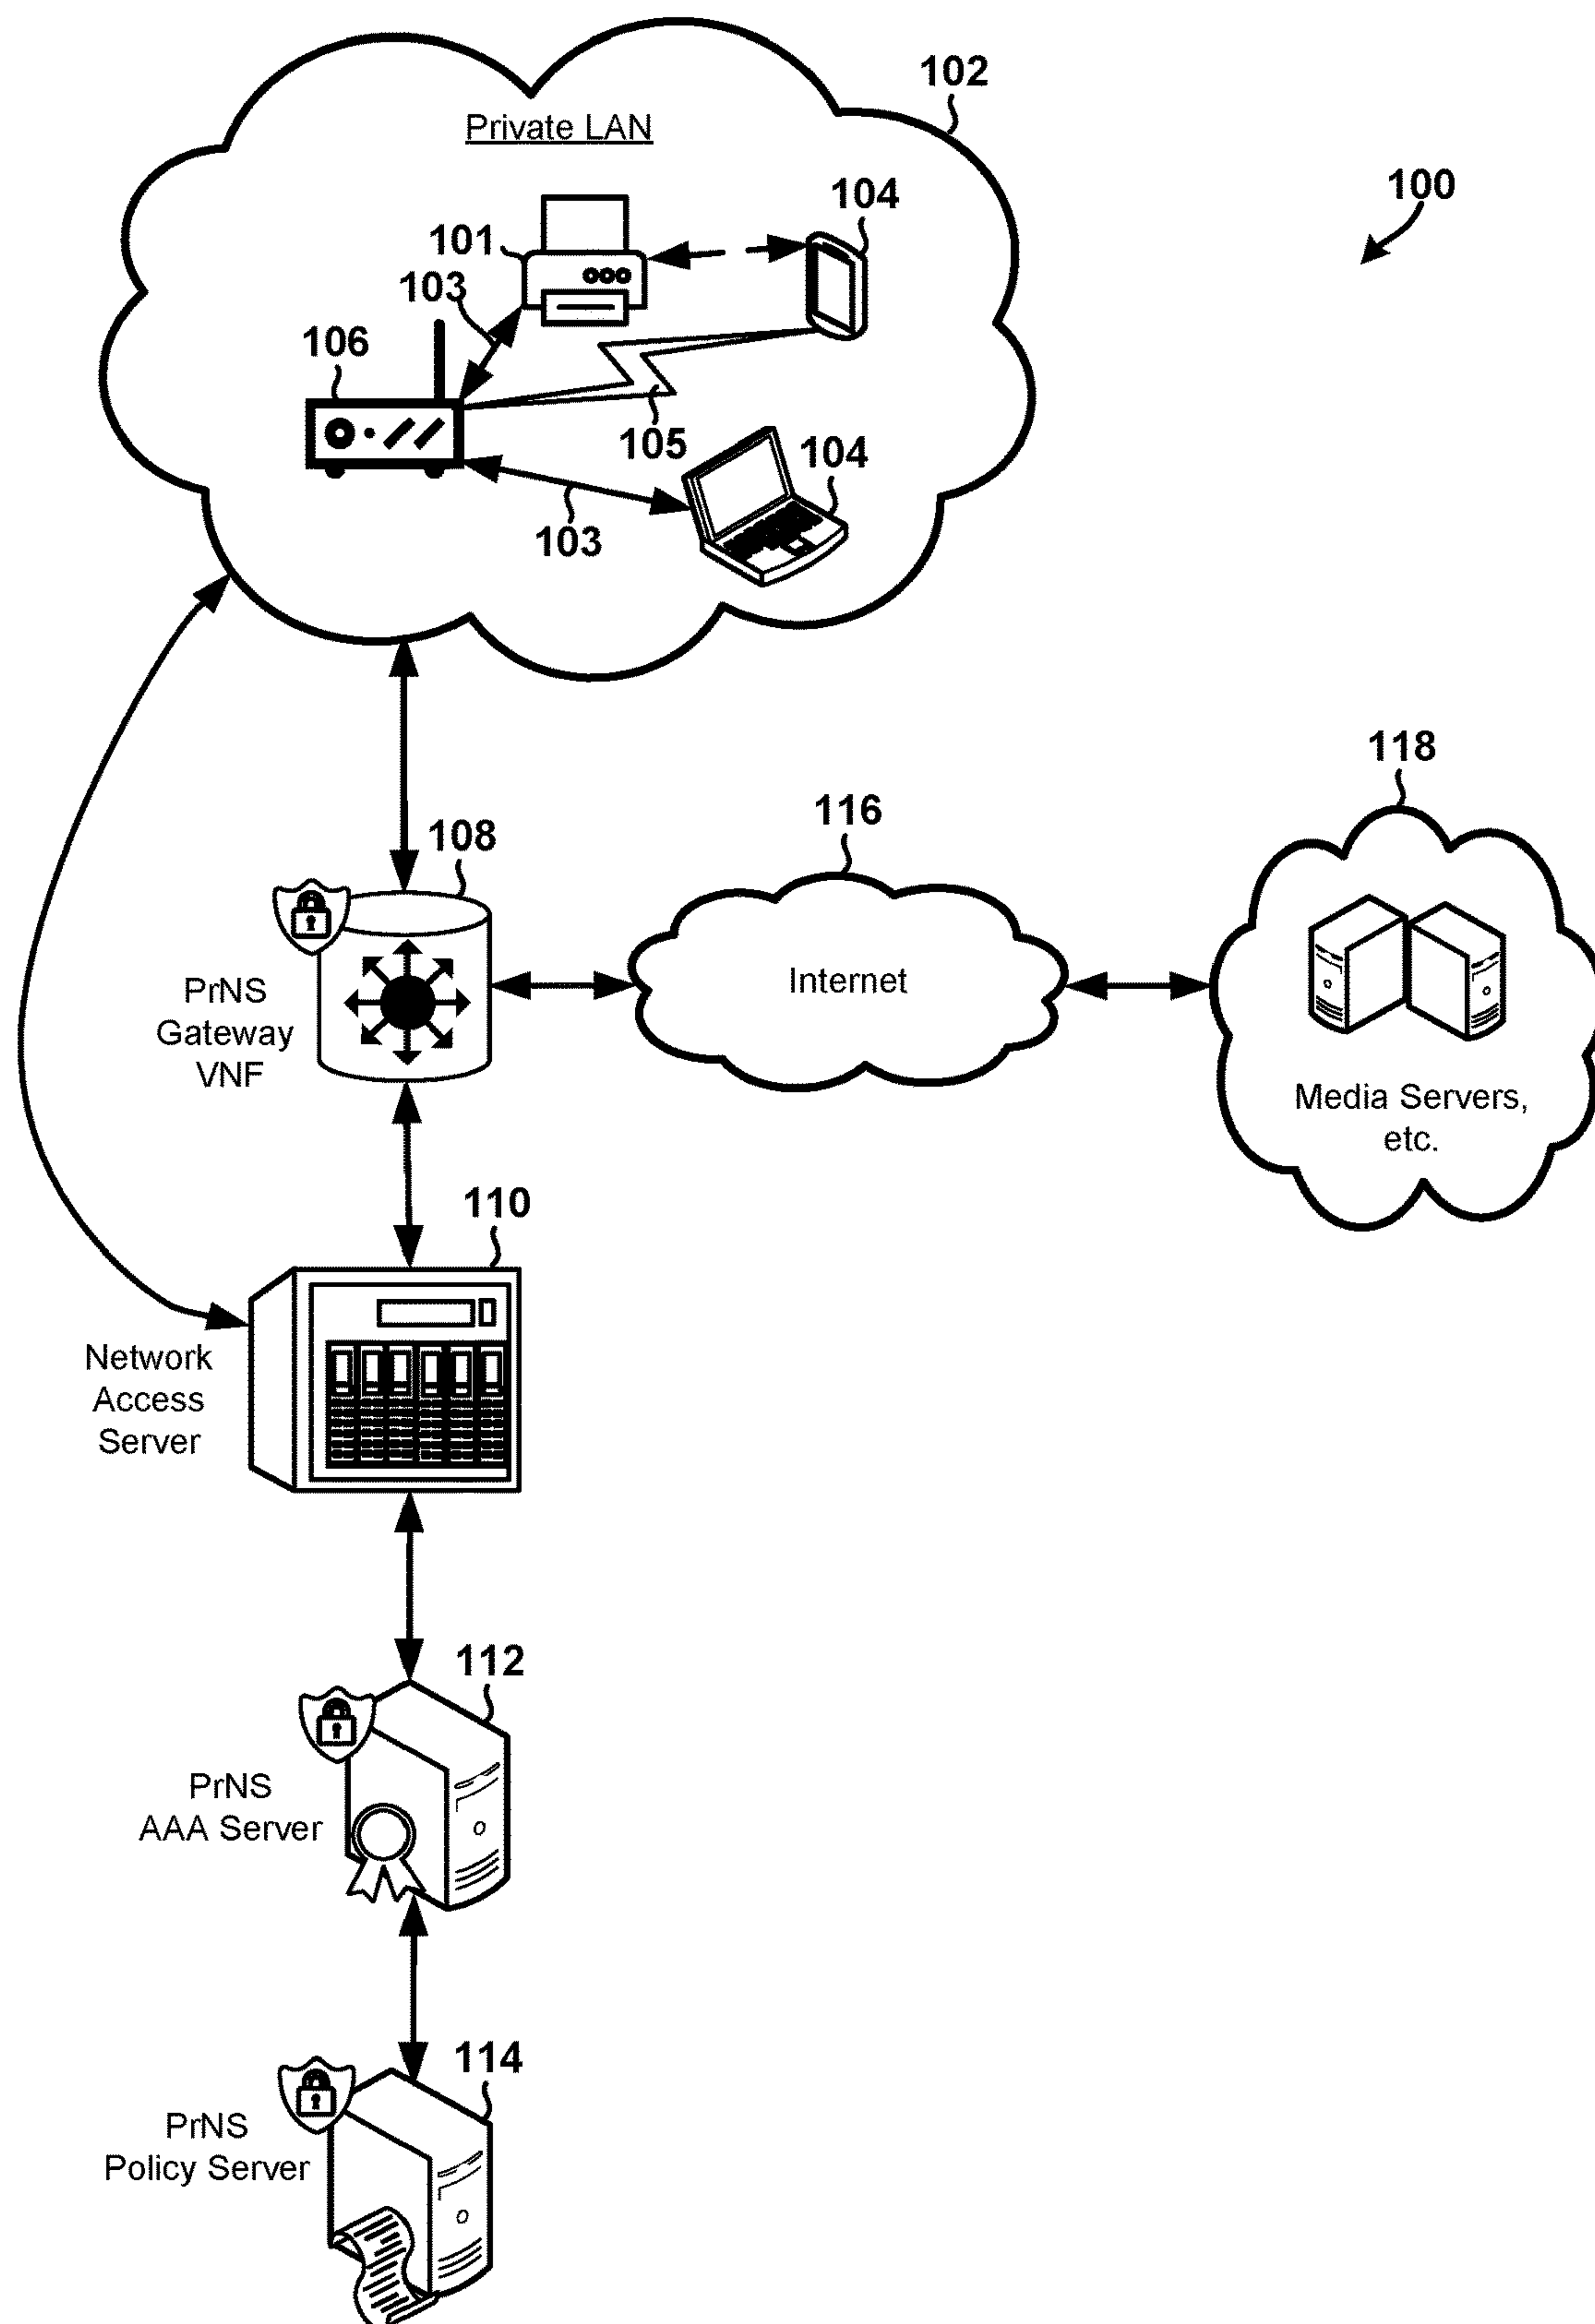 102
Private LAN
100
104
101
103
106
105
104
103
118
116
108
PrNS
Gateway
VNF
Internet
Media Servers,
etc.
110
Network
Access
Server
112
PrNS
AAA Server
114
PrNS
Policy Server